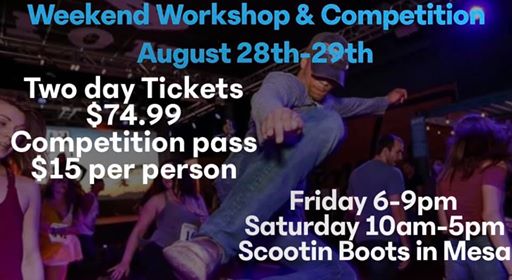 Weekend Workshop & Competition
August 28th-29th
Two day Tickets
$74.99
Competition pass
$15 per person
Friday 6-9pm
Saturday 10am-5pm
Scootin Boots in Mesa